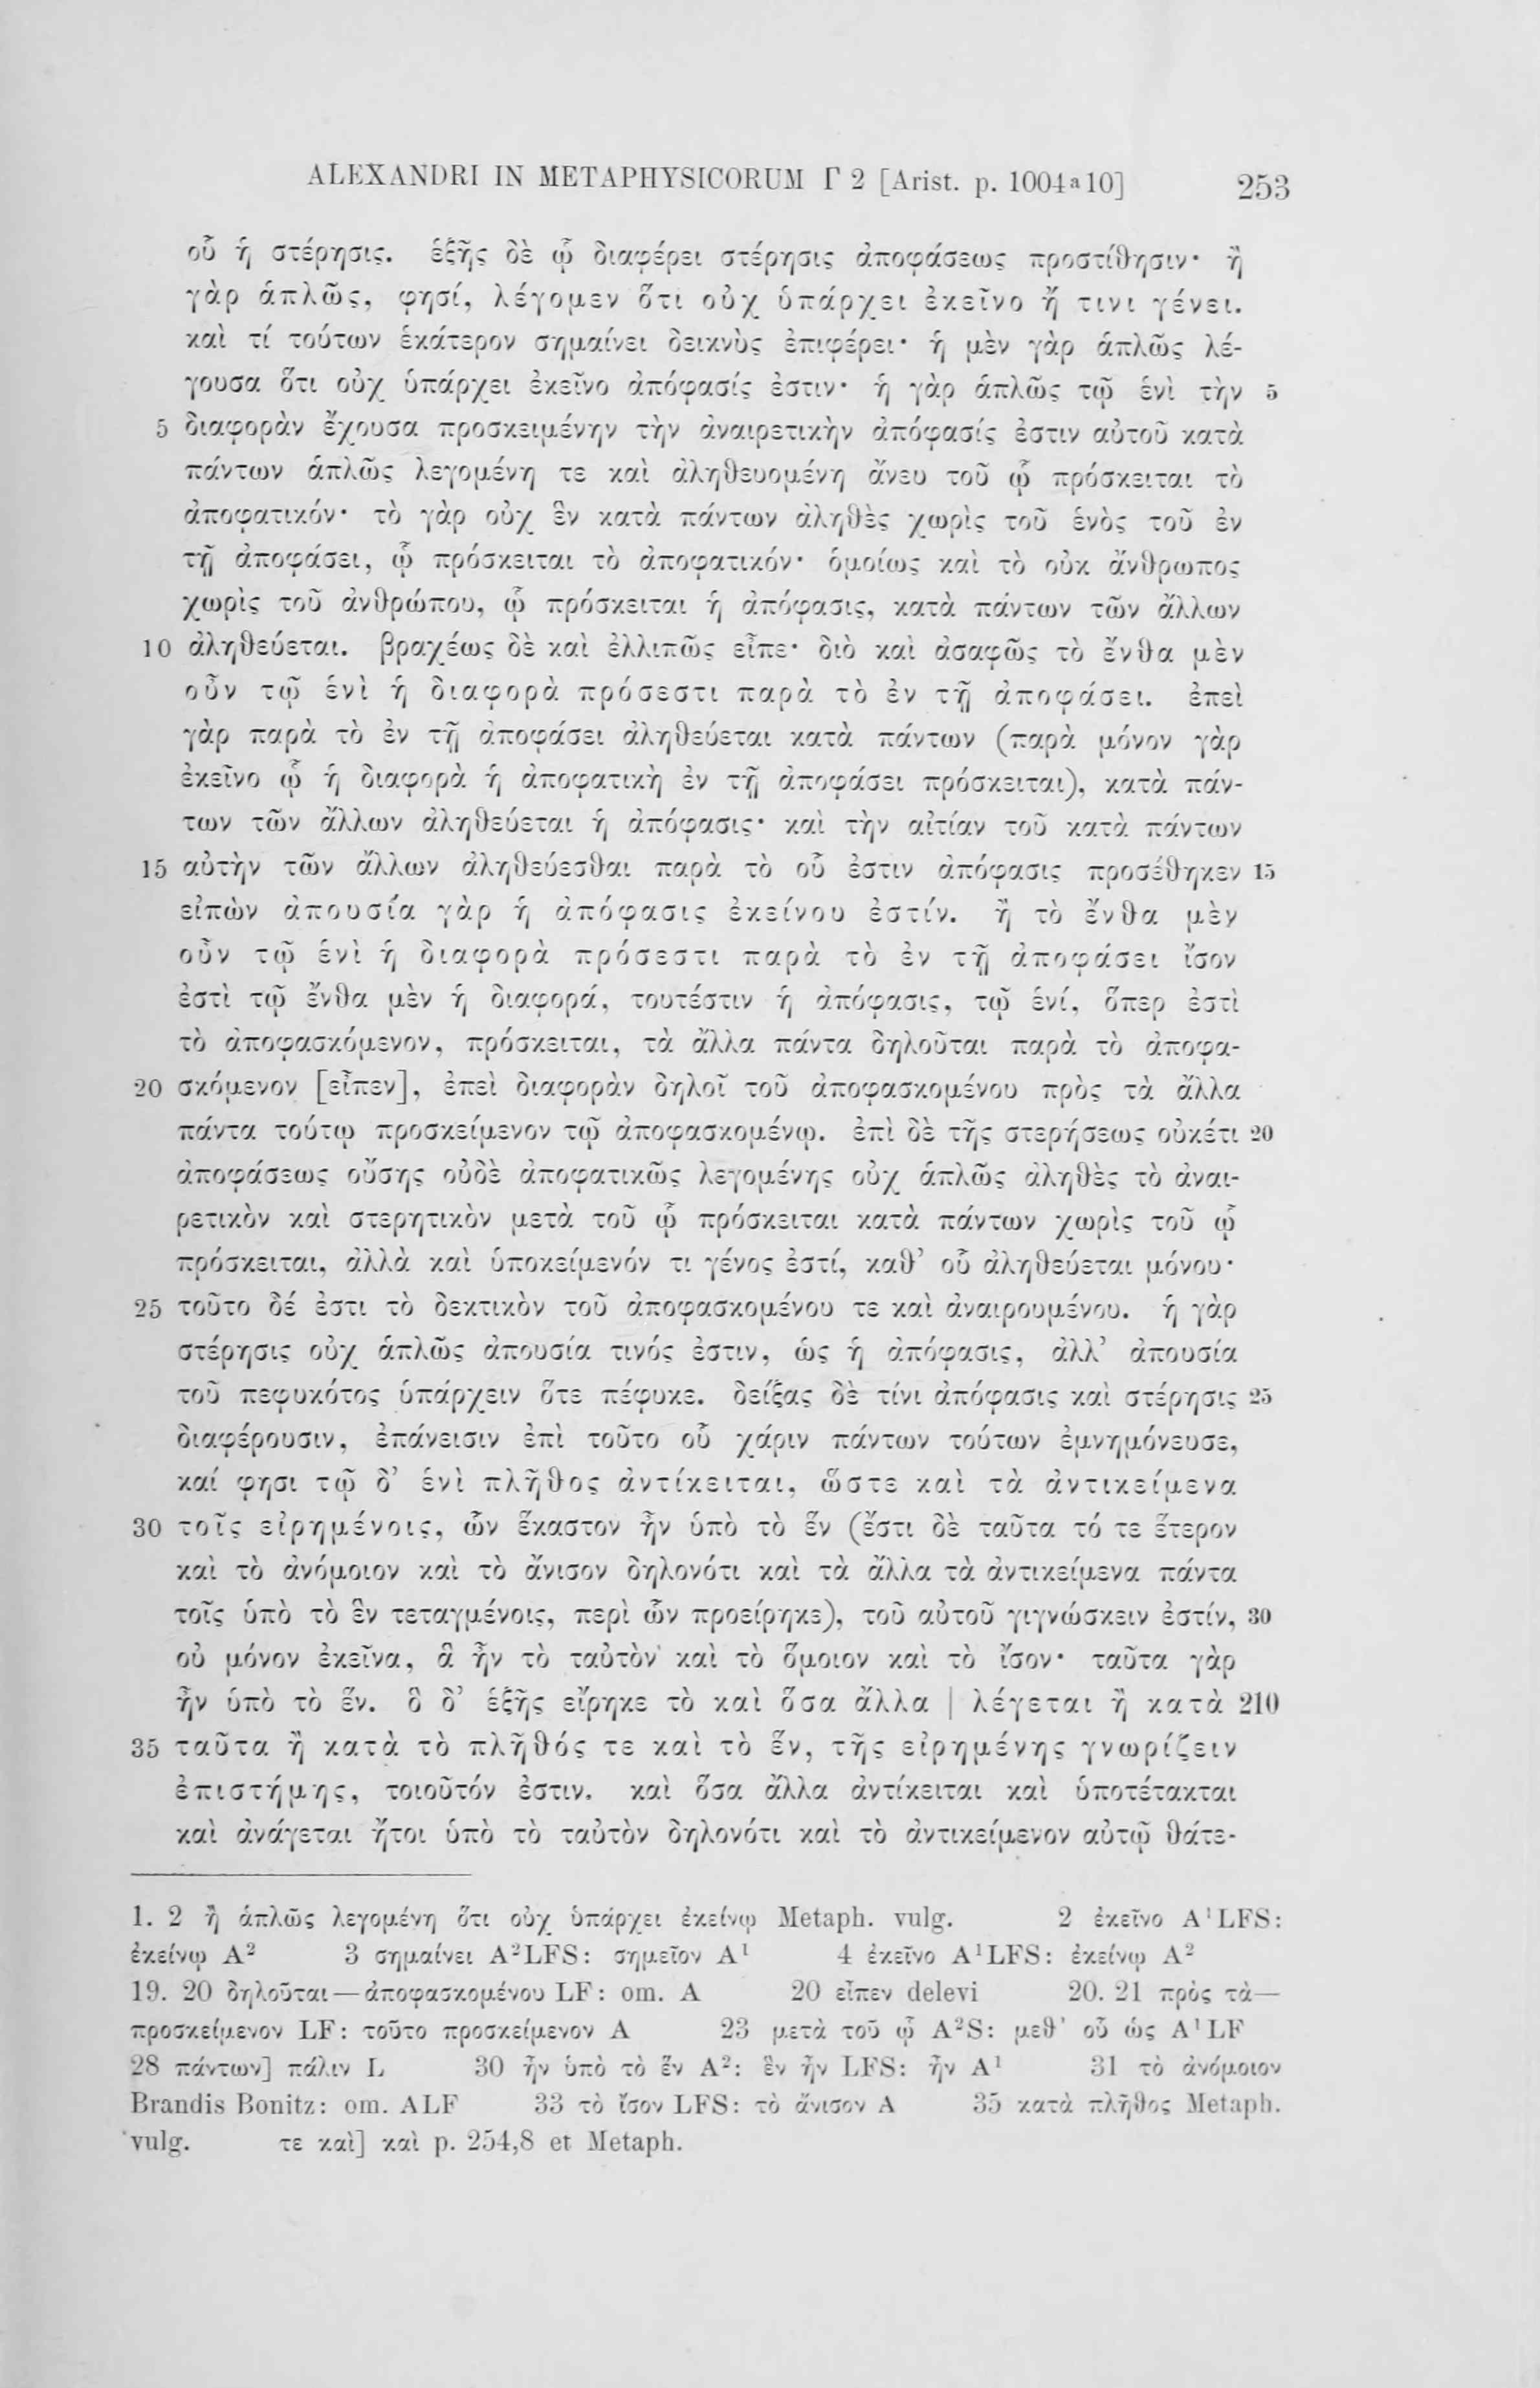 ALEXANDRI IN METAPHYSICORUM Γ 2 [Arist. p. 1004ᵃ10] 253
οὗ ἡ στέρησις. ἑξῆς δὲ ᾧ διαφέρει στέρησις ἀποφάσεως προστίθησιν· ἢ
γὰρ ἁπλῶς, φησί, λέγομεν ὅτι οὐχ ὑπάρχει ἐκεῖνο ἤ τινι γένει.
καὶ τί τούτων ἑκάτερον σημαίνει δεικνὺς ἐπιφέρει· ἡ μὲν γὰρ ἁπλῶς λέ-
γουσα ὅτι οὐχ ὑπάρχει ἐκεῖνο ἀπόφασίς ἐστιν· ἡ γὰρ ἁπλῶς τῷ ἑνὶ τὴν 5
5 διαφορὰν ἔχουσα προσκειμένην τὴν ἀναιρετικὴν ἀπόφασίς ἐστιν αὐτοῦ κατὰ
πάντων ἁπλῶς λεγομένη τε καὶ ἀληθευομένη ἄνευ τοῦ ᾧ πρόσκειται τὸ
ἀποφατικόν· τὸ γὰρ οὐχ ἓν κατὰ πάντων ἀληθὲς χωρὶς τοῦ ἑνὸς τοῦ ἐν
τῇ ἀποφάσει, ᾧ πρόσκειται τὸ ἀποφατικόν· ὁμοίως καὶ τὸ οὐκ ἄνθρωπος
χωρὶς τοῦ ἀνθρώπου, ᾧ πρόσκειται ἡ ἀπόφασις, κατὰ πάντων τῶν ἄλλων
10 ἀληθεύεται. βραχέως δὲ καὶ ἐλλιπῶς εἶπε· διὸ καὶ ἀσαφῶς τὸ ἔνθα μὲν
οὖν τῷ ἑνὶ ἡ διαφορὰ πρόσεστι παρὰ τὸ ἐν τῇ ἀποφάσει. ἐπεὶ
γὰρ παρὰ τὸ ἐν τῇ ἀποφάσει ἀληθεύεται κατὰ πάντων (παρὰ μόνον γὰρ
ἐκεῖνο ᾧ ἡ διαφορὰ ἡ ἀποφατικὴ ἐν τῇ ἀποφάσει πρόσκειται), κατὰ πάν-
των τῶν ἄλλων ἀληθεύεται ἡ ἀπόφασις· καὶ τὴν αἰτίαν τοῦ κατὰ πάντων
15 αὐτὴν τῶν ἄλλων ἀληθεύεσθαι παρὰ τὸ οὗ ἐστιν ἀπόφασις προσέθηκεν 15
εἰπὼν ἀπουσία γὰρ ἡ ἀπόφασις ἐκείνου ἐστίν. ἢ τὸ ἔνθα μὲν
οὖν τῷ ἑνὶ ἡ διαφορὰ πρόσεστι παρὰ τὸ ἐν τῇ ἀποφάσει ἴσον
ἐστὶ τῷ ἔνθα μὲν ἡ διαφορά, τουτέστιν ἡ ἀπόφασις, τῷ ἑνί, ὅπερ ἐστὶ
τὸ ἀποφασκόμενον, πρόσκειται, τὰ ἄλλα πάντα δηλοῦται παρὰ τὸ ἀποφα-
20 σκόμενον [εἶπεν], ἐπεὶ διαφορὰν δηλοῖ τοῦ ἀποφασκομένου πρὸς τὰ ἄλλα
πάντα τούτῳ προσκείμενον τῷ ἀποφασκομένῳ. ἐπὶ δὲ τῆς στερήσεως οὐκέτι 20
ἀποφάσεως οὔσης οὐδὲ ἀποφατικῶς λεγομένης οὐχ ἁπλῶς ἀληθὲς τὸ ἀναι-
ρετικὸν καὶ στερητικὸν μετὰ τοῦ ᾧ πρόσκειται κατὰ πάντων χωρὶς τοῦ ᾧ
πρόσκειται, ἀλλὰ καὶ ὑποκείμενόν τι γένος ἐστί, καθ’ οὗ ἀληθεύεται μόνου·
25 τοῦτο δέ ἐστι τὸ δεκτικὸν τοῦ ἀποφασκομένου τε καὶ ἀναιρουμένου. ἡ γὰρ
στέρησις οὐχ ἁπλῶς ἀπουσία τινός ἐστιν, ὡς ἡ ἀπόφασις, ἀλλ’ ἀπουσία
τοῦ πεφυκότος ὑπάρχειν ὅτε πέφυκε. δείξας δὲ τίνι ἀπόφασις καὶ στέρησις 25
διαφέρουσιν, ἐπάνεισιν ἐπὶ τοῦτο οὗ χάριν πάντων τούτων ἐμνημόνευσε,
καί φησι τῷ δ’ ἑνὶ πλῆθος ἀντίκειται, ὥστε καὶ τὰ ἀντικείμενα
30 τοῖς εἰρημένοις, ὧν ἕκαστον ἦν ὑπὸ τὸ ἕν (ἔστι δὲ ταῦτα τό τε ἕτερον
καὶ τὸ ἀνόμοιον καὶ τὸ ἄνισον δηλονότι καὶ τὰ ἄλλα τὰ ἀντικείμενα πάντα
τοῖς ὑπὸ τὸ ἓν τεταγμένοις, περὶ ὧν προείρηκε), τοῦ αὐτοῦ γιγνώσκειν ἐστίν, 30
οὐ μόνον ἐκεῖνα, ἃ ἦν τὸ ταὐτὸν καὶ τὸ ὅμοιον καὶ τὸ ἴσον· ταῦτα γὰρ
ἦν ὑπὸ τὸ ἕν. ὃ δ’ ἑξῆς εἴρηκε τὸ καὶ ὅσα ἄλλα | λέγεται ἢ κατὰ 210
35 ταῦτα ἢ κατὰ τὸ πλῆθός τε καὶ τὸ ἕν, τῆς εἰρημένης γνωρίζειν
ἐπιστήμης, τοιοῦτόν ἐστιν. καὶ ὅσα ἄλλα ἀντίκειται καὶ ὑποτέτακται
καὶ ἀνάγεται ἤτοι ὑπὸ τὸ ταὐτὸν δηλονότι καὶ τὸ ἀντικείμενον αὐτῷ θάτε-
1. 2 ἢ ἁπλῶς λεγομένη ὅτι οὐχ ὑπάρχει ἐκείνῳ Metaph. vulg. 2 ἐκεῖνο A¹LFS:
ἐκείνῳ A² 3 σημαίνει A²LFS: σημεῖον A¹ 4 ἐκεῖνο A¹LFS: ἐκείνῳ A²
19. 20 δηλοῦται—ἀποφασκομένου LF: om. A 20 εἶπεν delevi 20. 21 πρὸς τὰ—
προσκείμενον LF: τοῦτο προσκείμενον A 23 μετὰ τοῦ ᾧ A²S: μεθ’ οὗ ὡς A¹LF
28 πάντων] πάλιν L 30 ἦν ὑπὸ τὸ ἕν A²: ἓν ἦν LFS: ἦν A¹ 31 τὸ ἀνόμοιον
Brandis Bonitz: om. ALF 33 τὸ ἴσον LFS: τὸ ἄνισον A 35 κατὰ πλῆθος Metaph.
vulg. τε καὶ] καὶ p. 254,8 et Metaph.